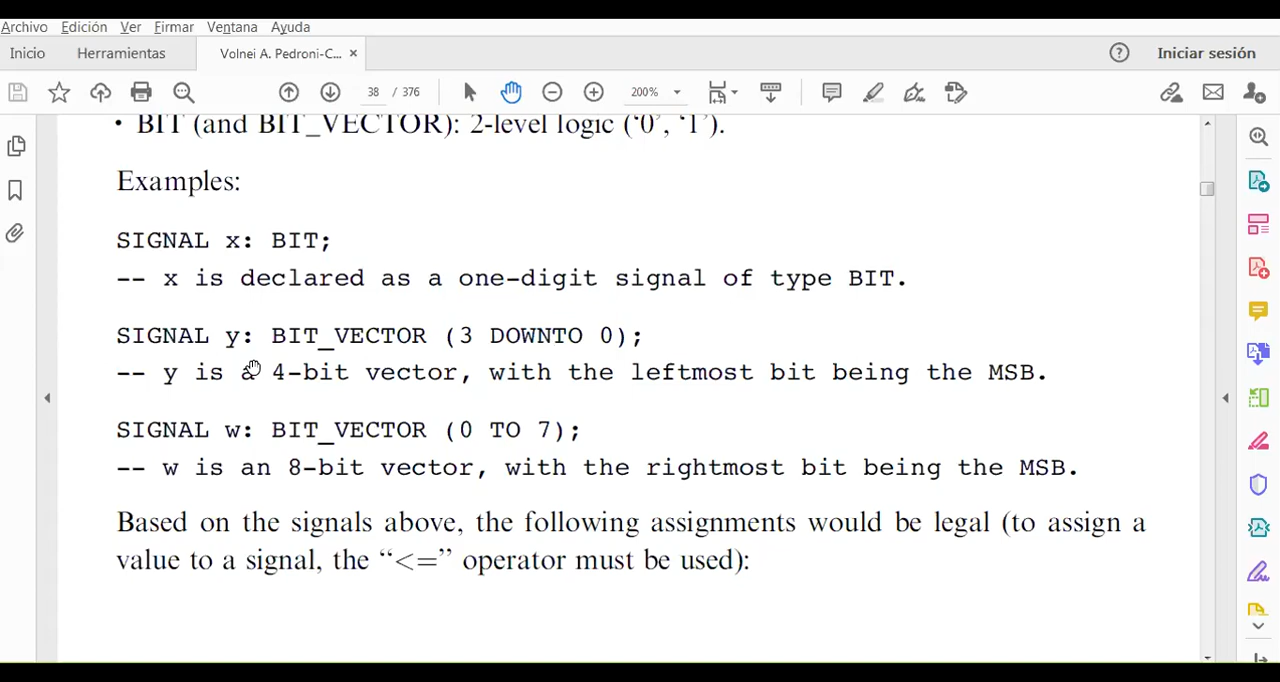 Archivo Edición Ver Firmar Ventana Ayuda
Inicio Herramientas Volnei A. Pedroni-C... × ? Iniciar sesión
38 / 376 200%
• BIT (and BIT_VECTOR): 2-level logic (‘0’, ‘1’).
Examples:
SIGNAL x: BIT;
-- x is declared as a one-digit signal of type BIT.
SIGNAL y: BIT_VECTOR (3 DOWNTO 0);
-- y is a 4-bit vector, with the leftmost bit being the MSB.
SIGNAL w: BIT_VECTOR (0 TO 7);
-- w is an 8-bit vector, with the rightmost bit being the MSB.
Based on the signals above, the following assignments would be legal (to assign a
value to a signal, the “<=” operator must be used):